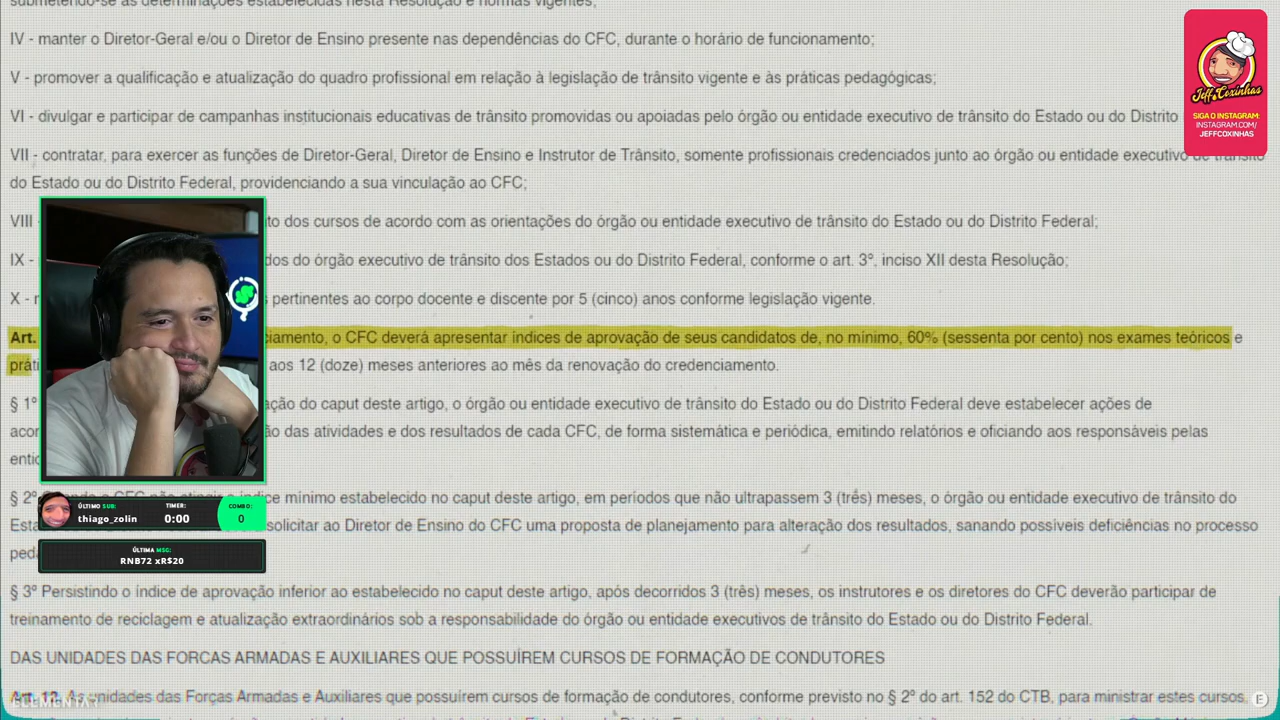 submetendo-se às determinações estabelecidas nesta Resolução e normas vigentes;
IV - manter o Diretor-Geral e/ou o Diretor de Ensino presente nas dependências do CFC, durante o horário de funcionamento;
V - promover a qualificação e atualização do quadro profissional em relação à legislação de trânsito vigente e às práticas pedagógicas;
VI - divulgar e participar de campanhas institucionais educativas de trânsito promovidas ou apoiadas pelo órgão ou entidade executivo de trânsito do Estado ou do Distrito
VII - contratar, para exercer as funções de Diretor-Geral, Diretor de Ensino e Instrutor de Trânsito, somente profissionais credenciados junto ao órgão ou entidade executivo de trânsito
do Estado ou do Distrito Federal, providenciando a sua vinculação ao CFC;
VIII - dos cursos de acordo com as orientações do órgão ou entidade executivo de trânsito do Estado ou do Distrito Federal;
IX - do órgão executivo de trânsito dos Estados ou do Distrito Federal, conforme o art. 3º, inciso XII desta Resolução;
X - pertinentes ao corpo docente e discente por 5 (cinco) anos conforme legislação vigente.
Art. o CFC deverá apresentar índices de aprovação de seus candidatos de, no mínimo, 60% (sessenta por cento) nos exames teóricos e
aos 12 (doze) meses anteriores ao mês da renovação do credenciamento.
§ 1º do caput deste artigo, o órgão ou entidade executivo de trânsito do Estado ou do Distrito Federal deve estabelecer ações de
das atividades e dos resultados de cada CFC, de forma sistemática e periódica, emitindo relatórios e oficiando aos responsáveis pelas
§ 2º Quando o CFC não atingir o índice mínimo estabelecido no caput deste artigo, em períodos que não ultrapassem 3 (três) meses, o órgão ou entidade executivo de trânsito do
solicitar ao Diretor de Ensino do CFC uma proposta de planejamento para alteração dos resultados, sanando possíveis deficiências no processo
§ 3º Persistindo o índice de aprovação inferior ao estabelecido no caput deste artigo, após decorridos 3 (três) meses, os instrutores e os diretores do CFC deverão participar de
treinamento de reciclagem e atualização extraordinários sob a responsabilidade do órgão ou entidade executivos de trânsito do Estado ou do Distrito Federal.
DAS UNIDADES DAS FORCAS ARMADAS E AUXILIARES QUE POSSUÍREM CURSOS DE FORMAÇÃO DE CONDUTORES
Art. 12. As unidades das Forças Armadas e Auxiliares que possuírem cursos de formação de condutores, conforme previsto no § 2º do art. 152 do CTB, para ministrar estes cursos,
Jeff Coxinhas
SIGA O INSTAGRAM:
INSTAGRAM.COM/
JEFFCOXINHAS
ÚLTIMO SUB:
thiago_zolin
TIMER:
0:00
COMBO:
0
ÚLTIMA MSG:
RNB72 xR$20
E